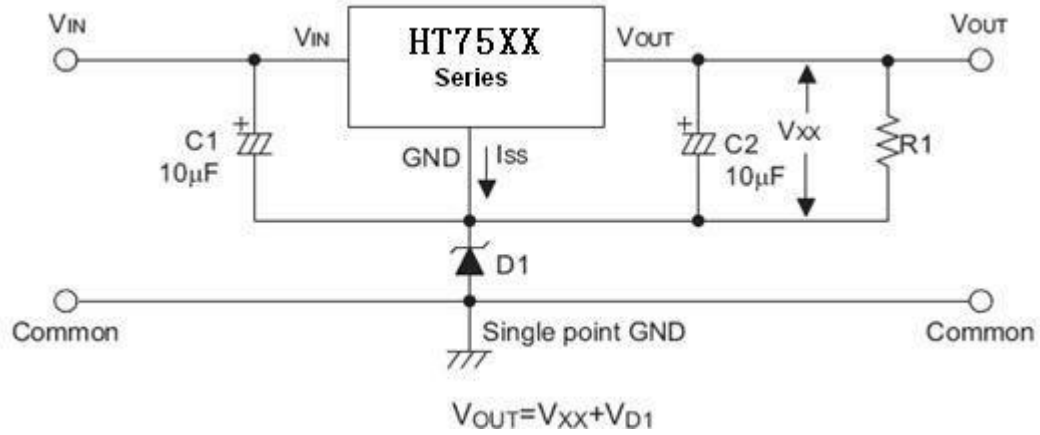 VIN
VIN
HT75XX
Series
VOUT
VOUT
C1
10μF
GND
ISS
C2
10μF
VXX
R1
D1
Common
Single point GND
Common
VOUT=VXX+VD1